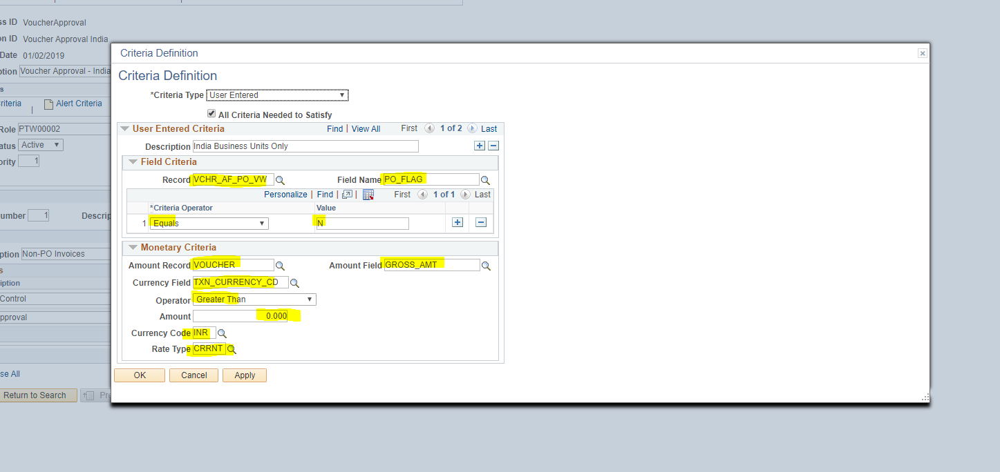 ss ID VoucherApproval
on ID Voucher Approval India
Date 01/02/2019
ption Voucher Approval - India
s
riteria | Alert Criteria
Role PTW00002
atus Active
ority 1
umber 1 Descrip
ption Non-PO Invoices
s
iption
Control
pproval
se All
Return to Search Pre
Criteria Definition
Criteria Definition
*Criteria Type User Entered
All Criteria Needed to Satisfy
User Entered Criteria Find | View All First 1 of 2 Last
Description India Business Units Only
Field Criteria
Record VCHR_AF_PO_VW Field Name PO_FLAG
Personalize | Find | | First 1 of 1 Last
*Criteria Operator Value
1 Equals N
Monetary Criteria
Amount Record VOUCHER Amount Field GROSS_AMT
Currency Field TXN_CURRENCY_CD
Operator Greater Than
Amount 0.000
Currency Code INR
Rate Type CRRNT
OK Cancel Apply